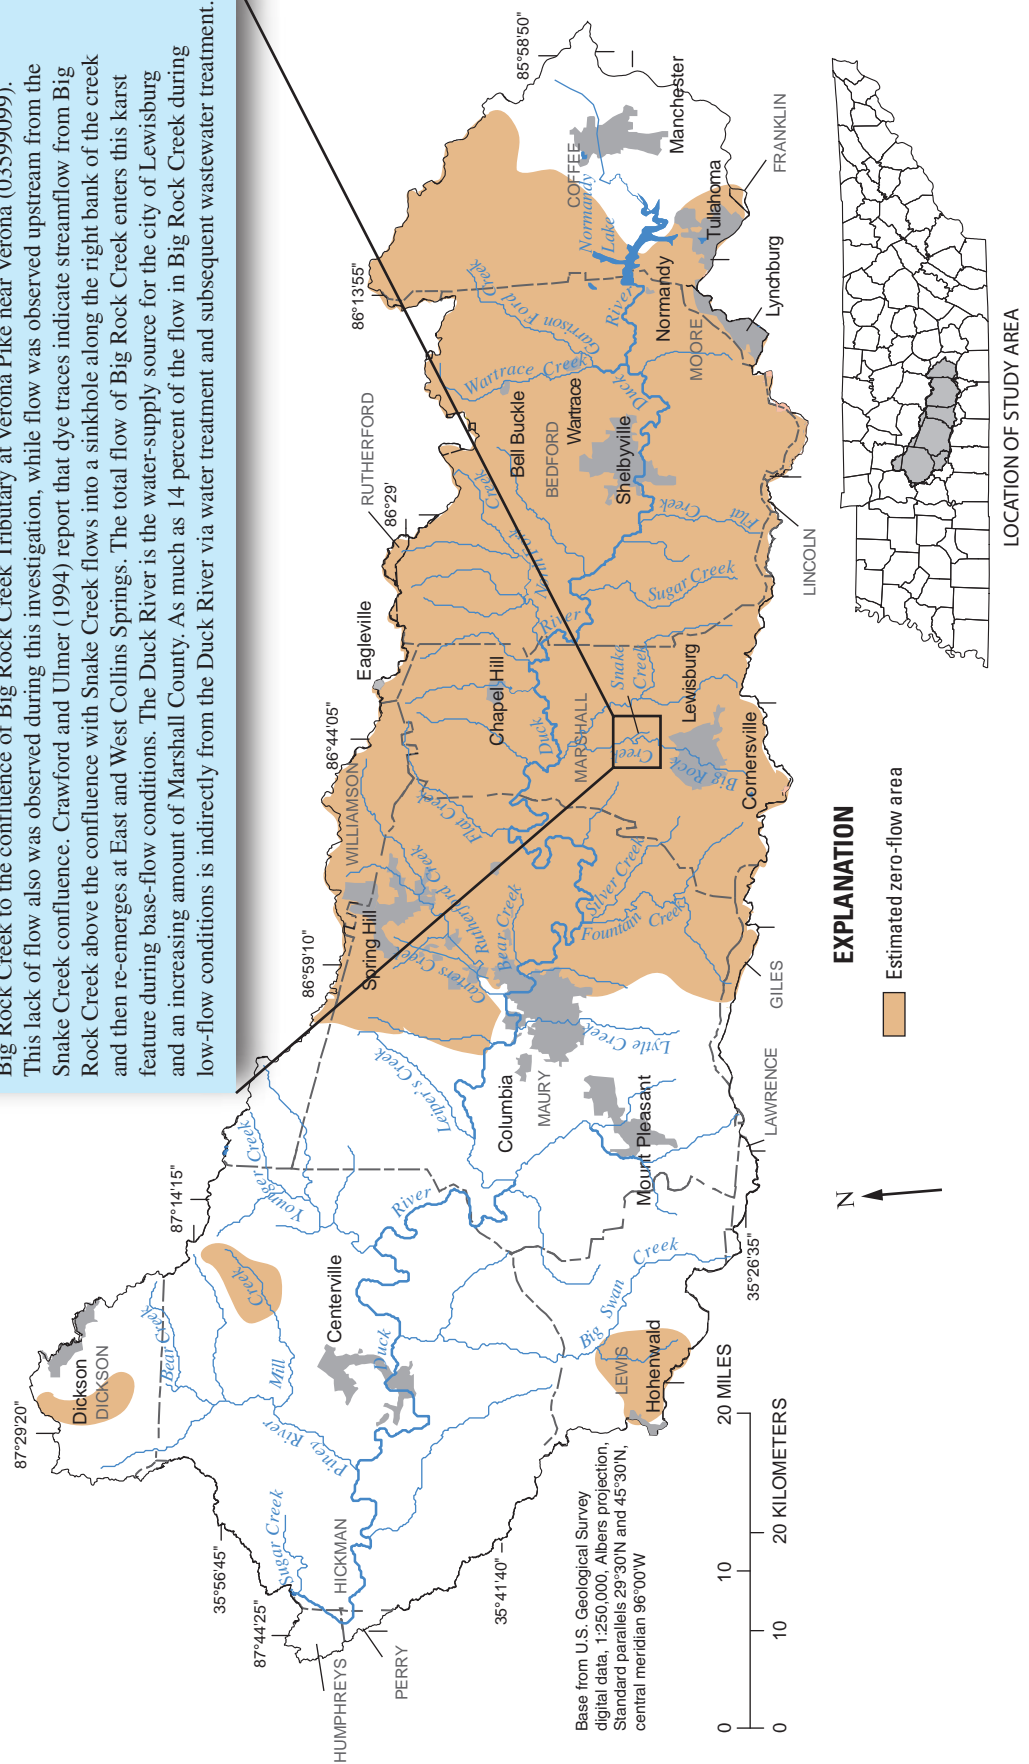 Big Rock Creek to the confluence of Big Rock Creek Tributary at Verona Pike near Verona (03599099).
This lack of flow also was observed during this investigation, while flow was observed upstream from the
Snake Creek confluence. Crawford and Ulmer (1994) report that dye traces indicate streamflow from Big
Rock Creek above the confluence with Snake Creek flows into a sinkhole along the right bank of the creek
and then re-emerges at East and West Collins Springs. The total flow of Big Rock Creek enters this karst
feature during base-flow conditions. The Duck River is the water-supply source for the city of Lewisburg
and an increasing amount of Marshall County. As much as 14 percent of the flow in Big Rock Creek during
low-flow conditions is indirectly from the Duck River via water treatment and subsequent wastewater treatment.
87°29'20"
Dickson
DICKSON
Bear Creek
87°14'15"
Creek
Mill
Younger Creek
Piney River
35°56'45"
Sugar Creek
87°44'25"
HUMPHREYS
HICKMAN
PERRY
35°41'40"
Centerville
Duck
River
86°59'10"
Leiper's Creek
Columbia
MAURY
Mount Pleasant
Lytle Creek
Big
Swan
Creek
LEWIS
Hohenwald
35°26'35"
LAWRENCE
GILES
86°44'05"
WILLIAMSON
Spring Hill
Carters Creek
Rutherford Creek
Bear Creek
Flat Creek
Silver Creek
Fountain Creek
Eagleville
Chapel Hill
Duck
River
MARSHALL
Snake
Creek
Creek
Big Rock
Lewisburg
Cornersville
86°29'
RUTHERFORD
North Fork
Creek
Bell Buckle
BEDFORD
Wartrace
Wartrace Creek
Shelbyville
Sugar Creek
Flat
Creek
LINCOLN
86°13'55"
Garrison Ford
Creek
Duck
River
Normandy
MOORE
Lynchburg
85°58'50"
COFFEE
Manchester
Normandy
Lake
Tullahoma
FRANKLIN
Base from U.S. Geological Survey
digital data, 1:250,000, Albers projection,
Standard parallels 29°30'N and 45°30'N,
central meridian 96°00'W
0 10 20 MILES
0 10 20 KILOMETERS
N
EXPLANATION
Estimated zero-flow area
LOCATION OF STUDY AREA